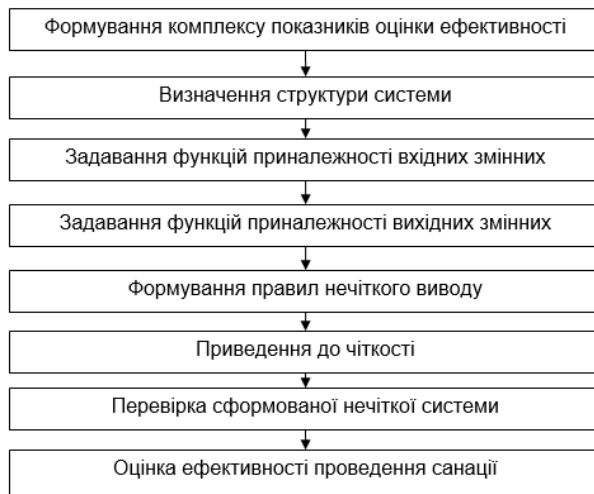 Формування комплексу показників оцінки ефективності
Визначення структури системи
Задавання функцій приналежності вхідних змінних
Задавання функцій приналежності вихідних змінних
Формування правил нечіткого виводу
Приведення до чіткості
Перевірка сформованої нечіткої системи
Оцінка ефективності проведення санації